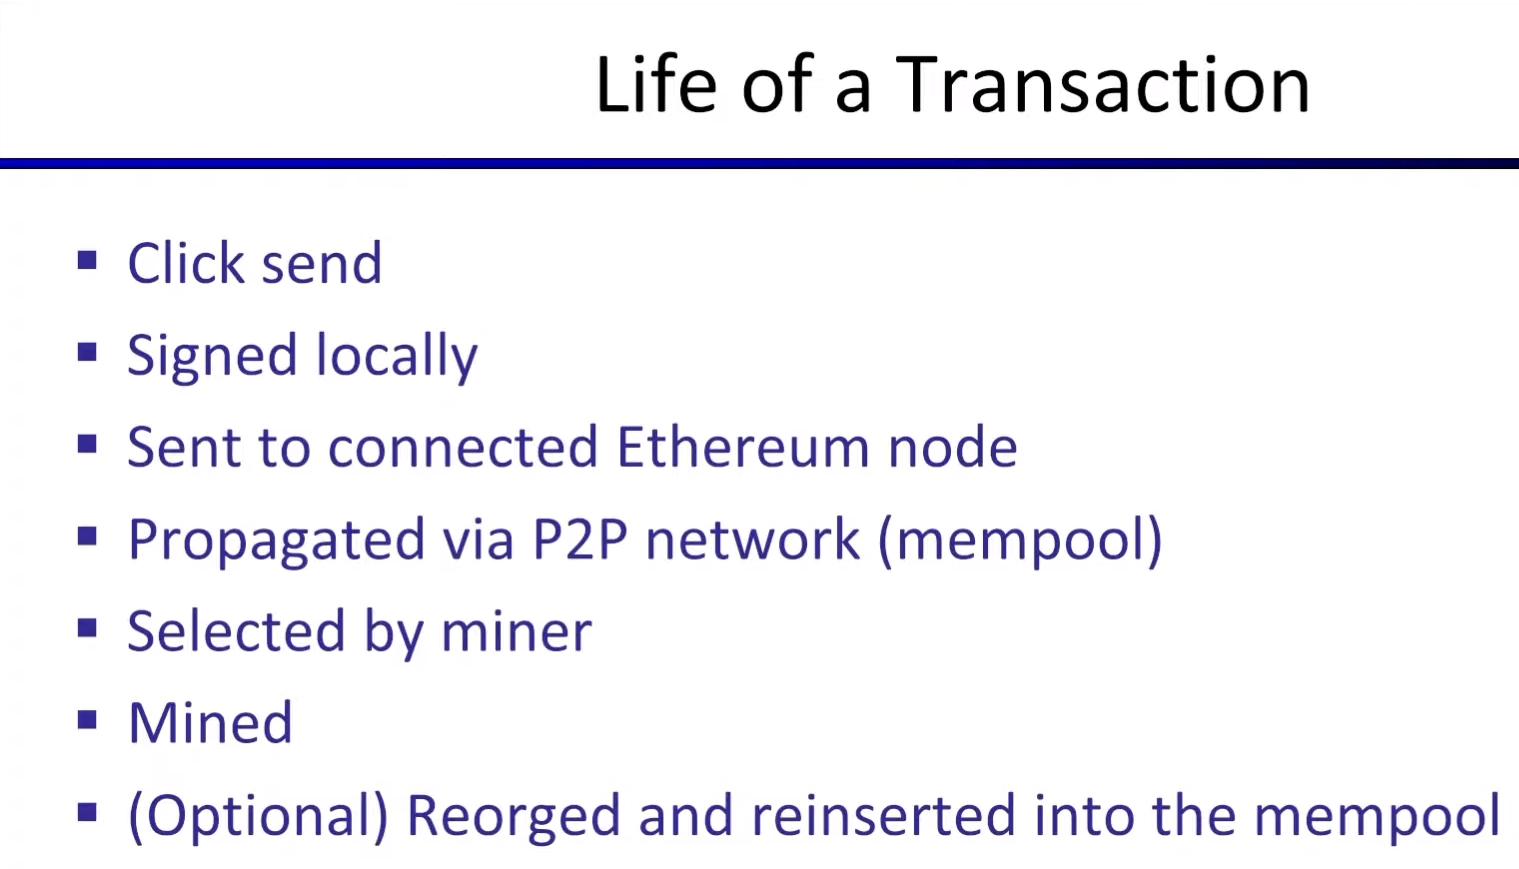 Life of a Transaction
▪ Click send
▪ Signed locally
▪ Sent to connected Ethereum node
▪ Propagated via P2P network (mempool)
▪ Selected by miner
▪ Mined
▪ (Optional) Reorged and reinserted into the mempool